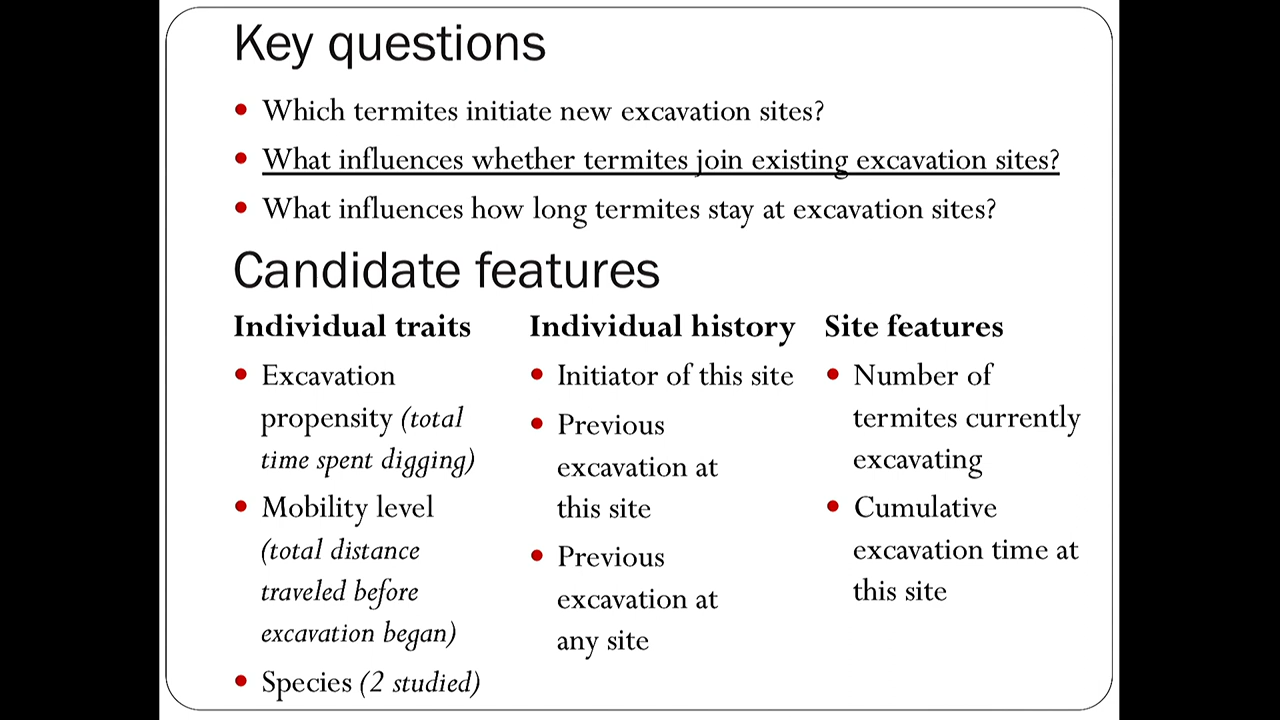 Key questions
Which termites initiate new excavation sites?
What influences whether termites join existing excavation sites?
What influences how long termites stay at excavation sites?
Candidate features
Individual traits
Excavation
propensity (total
time spent digging)
Mobility level
(total distance
traveled before
excavation began)
Species (2 studied)
Individual history
Initiator of this site
Previous
excavation at
this site
Previous
excavation at
any site
Site features
Number of
termites currently
excavating
Cumulative
excavation time at
this site